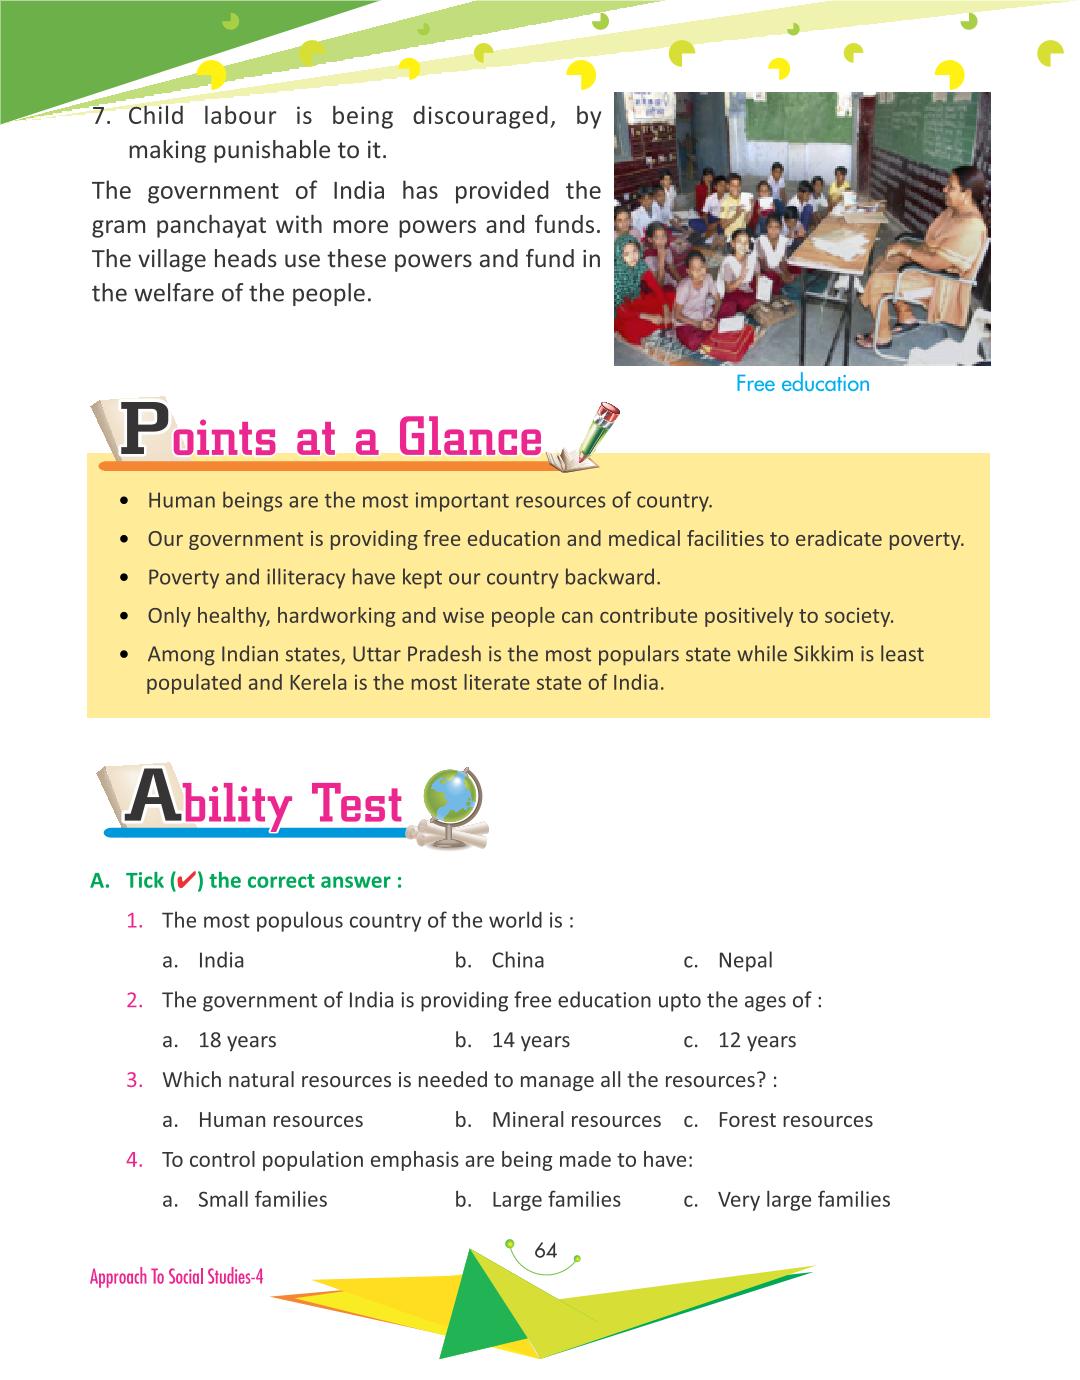 7. Child labour is being discouraged, by
making punishable to it.
The government of India has provided the
gram panchayat with more powers and funds.
The village heads use these powers and fund in
the welfare of the people.
Free education
Points at a Glance
• Human beings are the most important resources of country.
• Our government is providing free education and medical facilities to eradicate poverty.
• Poverty and illiteracy have kept our country backward.
• Only healthy, hardworking and wise people can contribute positively to society.
• Among Indian states, Uttar Pradesh is the most populars state while Sikkim is least
populated and Kerela is the most literate state of India.
Ability Test
A. Tick (✔) the correct answer :
1. The most populous country of the world is :
a. India b. China c. Nepal
2. The government of India is providing free education upto the ages of :
a. 18 years b. 14 years c. 12 years
3. Which natural resources is needed to manage all the resources? :
a. Human resources b. Mineral resources c. Forest resources
4. To control population emphasis are being made to have:
a. Small families b. Large families c. Very large families
64
Approach To Social Studies-4